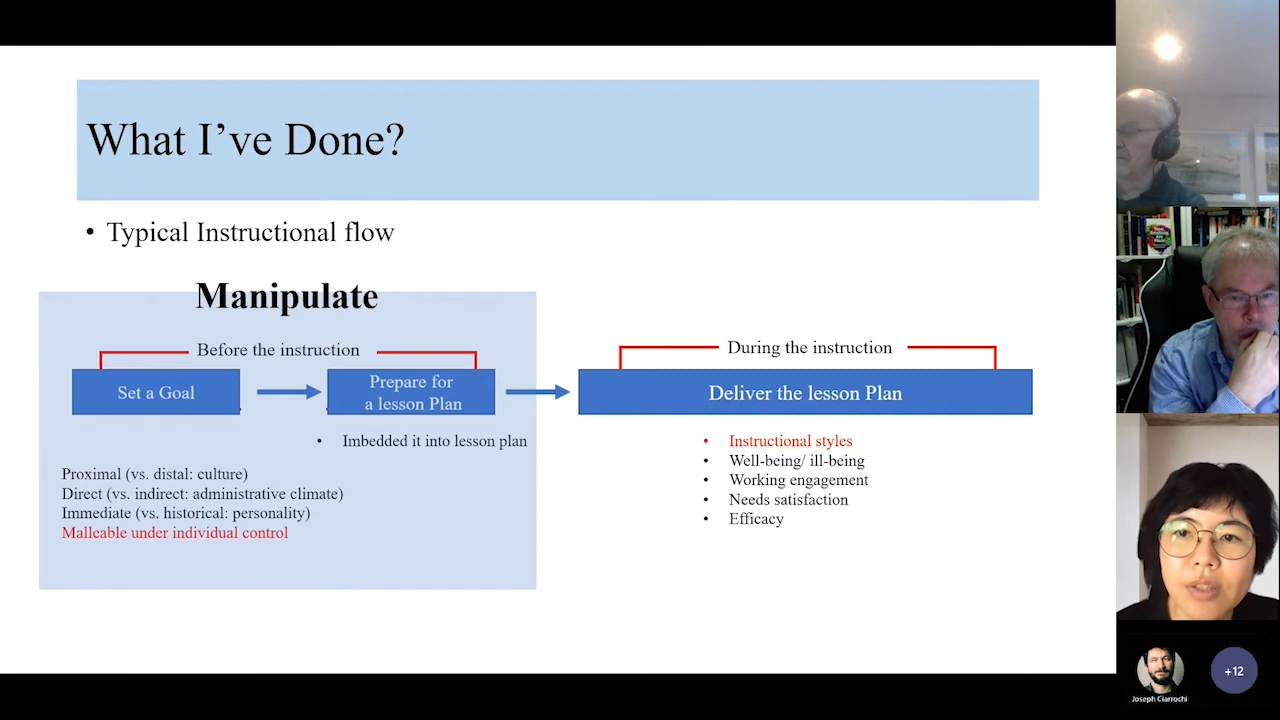 What I've Done?
• Typical Instructional flow
Manipulate
Before the instruction
During the instruction
Set a Goal
Prepare for
a lesson Plan
Deliver the lesson Plan
• Imbedded it into lesson plan
Proximal (vs. distal: culture)
Direct (vs. indirect: administrative climate)
Immediate (vs. historical: personality)
Malleable under individual control
• Instructional styles
• Well-being/ ill-being
• Working engagement
• Needs satisfaction
• Efficacy
Joseph Ciarrochi
+12